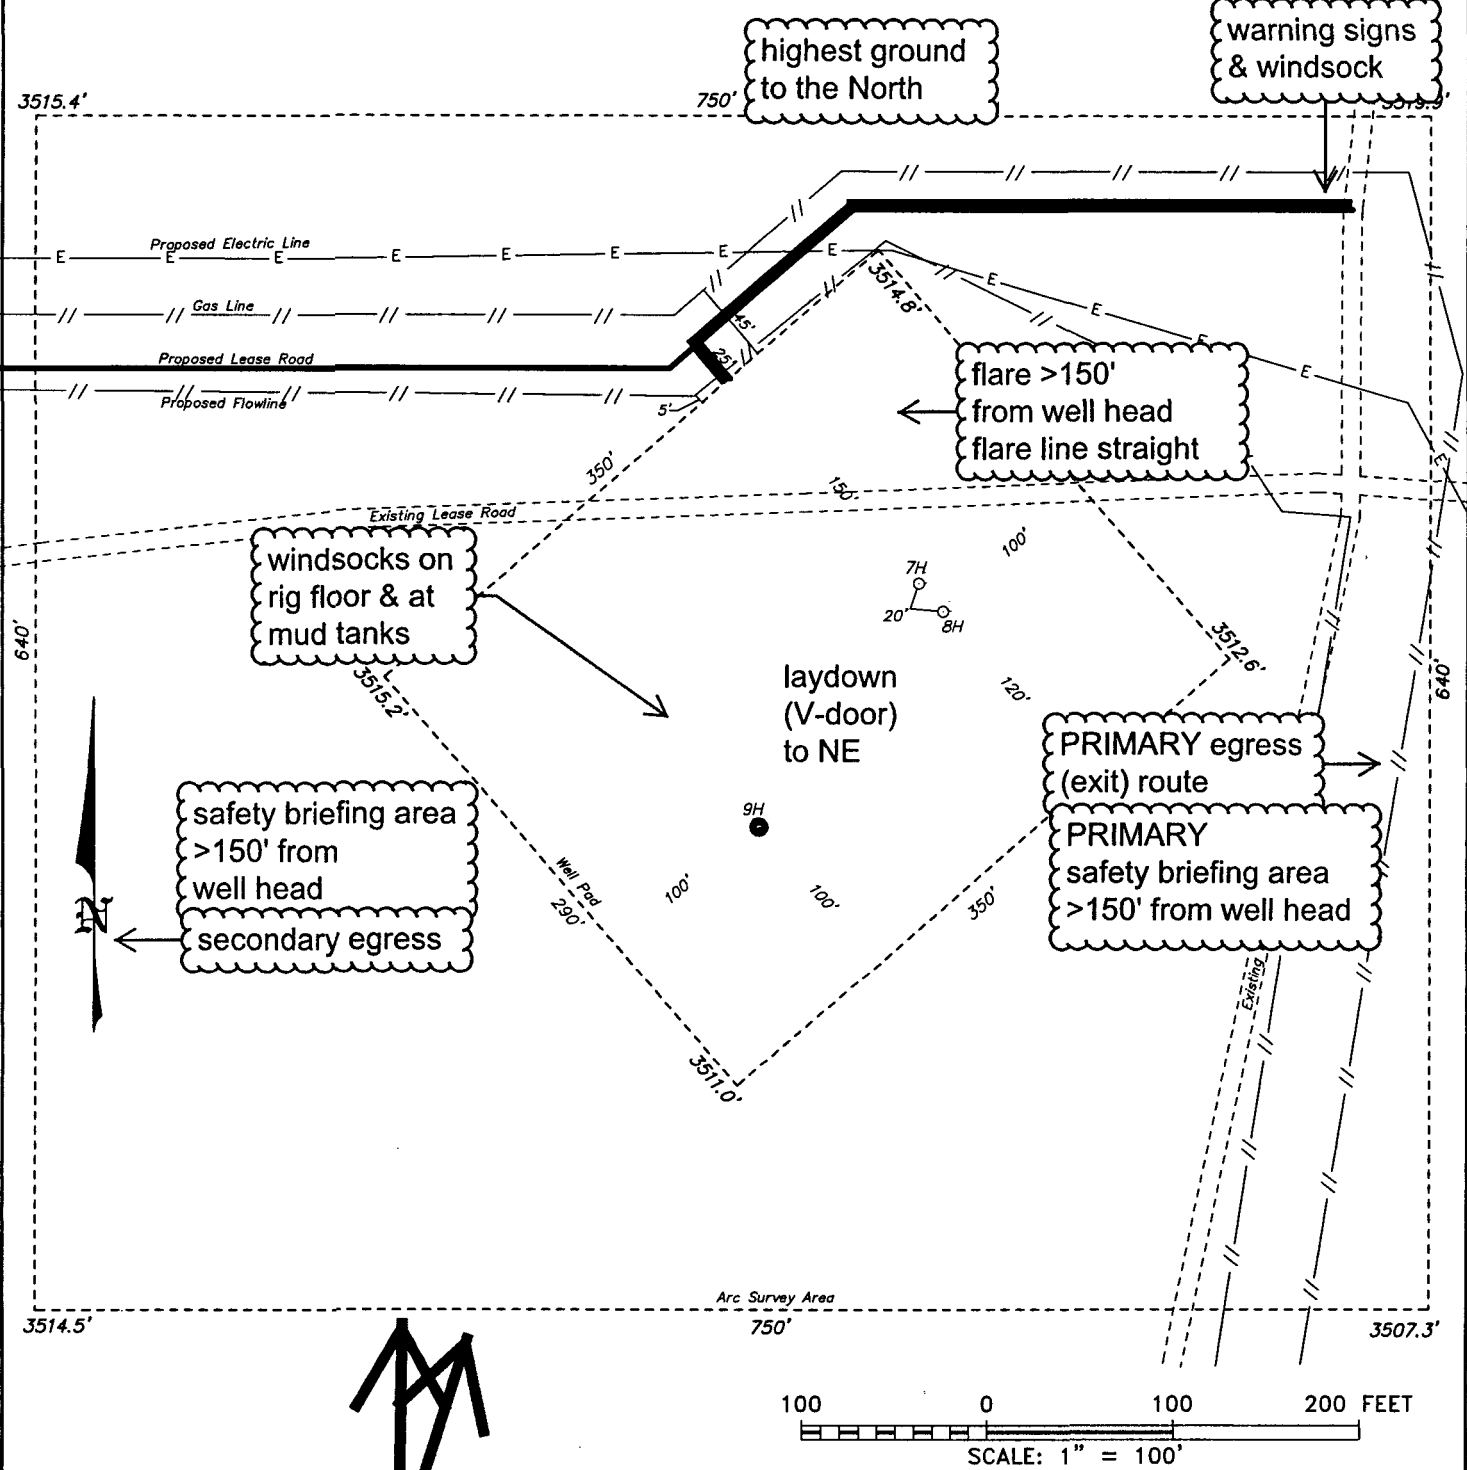 warning signs
& windsock
highest ground
to the North
3515.4'
750'
3519.9'
Proposed Electric Line
E E E E E E E E
3514.8'
E
E
E
E
E
Gas Line
45'
25'
Proposed Lease Road
Proposed Flowline
5'
flare >150'
from well head
flare line straight
350'
150'
Existing Lease Road
100'
windsocks on
rig floor & at
mud tanks
7H
20'
8H
640'
3512.6'
640'
3515.2'
laydown
(V-door)
to NE
120'
PRIMARY egress
(exit) route
safety briefing area
>150' from
well head
9H
PRIMARY
safety briefing area
>150' from well head
Well Pad
290'
100'
100'
350'
N
secondary egress
Existing
3511.0'
Arc Survey Area
3514.5'
750'
3507.3'
100 0 100 200 FEET
SCALE: 1" = 100'